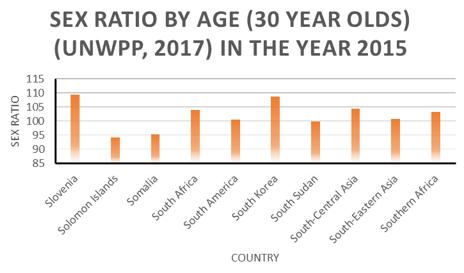 SEX RATIO BY AGE (30 YEAR OLDS)
(UNWPP, 2017) IN THE YEAR 2015
115
110
105
100
95
90
85
SEX RATIO
Slovenia
Solomon Islands
Somalia
South Africa
South America
South Korea
South Sudan
South-Central Asia
South-Eastern Asia
Southern Africa
COUNTRY